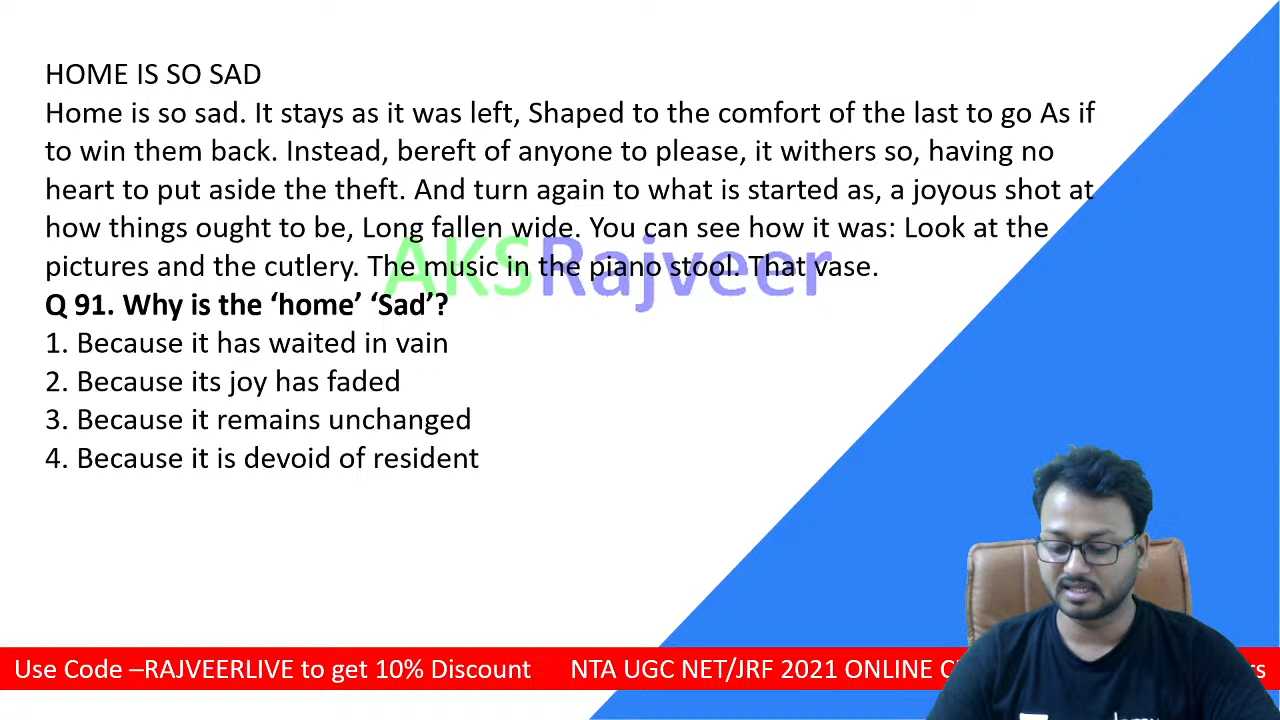 HOME IS SO SAD
Home is so sad. It stays as it was left, Shaped to the comfort of the last to go As if
to win them back. Instead, bereft of anyone to please, it withers so, having no
heart to put aside the theft. And turn again to what is started as, a joyous shot at
how things ought to be, Long fallen wide. You can see how it was: Look at the
pictures and the cutlery. The music in the piano stool. That vase.
AKSRajveer
Q 91. Why is the ‘home’ ‘Sad’?
1. Because it has waited in vain
2. Because its joy has faded
3. Because it remains unchanged
4. Because it is devoid of resident
Use Code –RAJVEERLIVE to get 10% Discount NTA UGC NET/JRF 2021 ONLINE